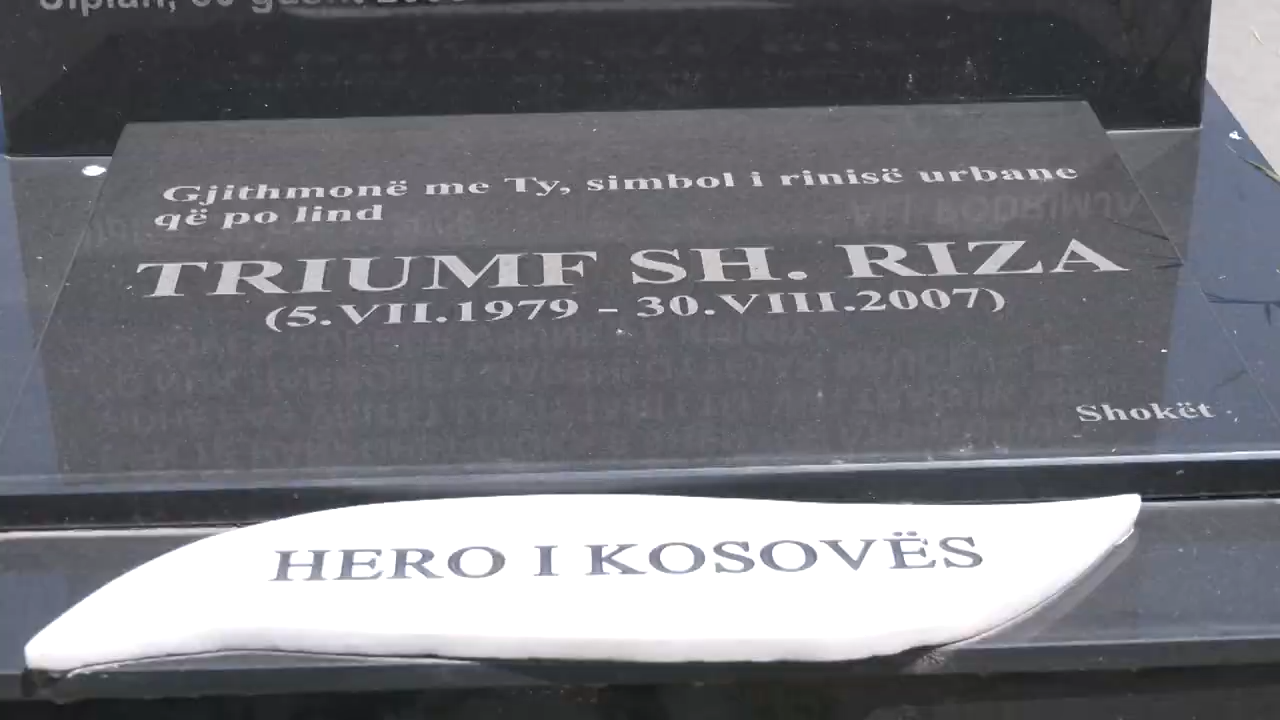 Gjithmonë me Ty, simbol i rinisë urbane
që po lind
TRIUMF SH. RIZA
(5.VII.1979 - 30.VIII.2007)
Shokët
HERO I KOSOVËS